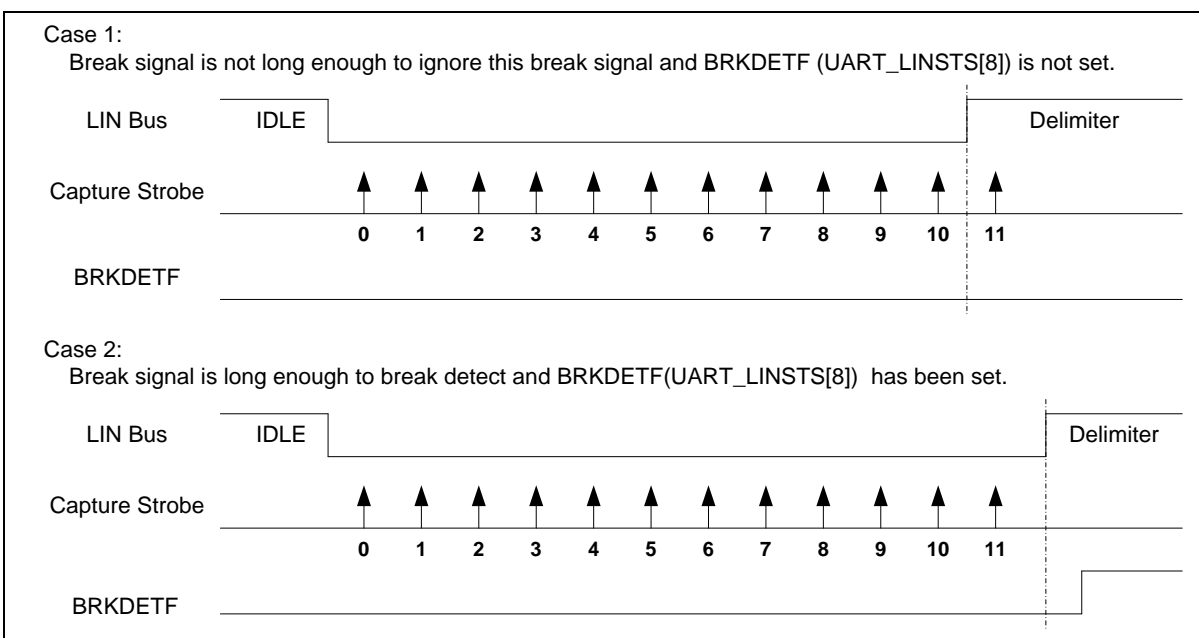 Case 1:
Break signal is not long enough to ignore this break signal and BRKDETF (UART_LINSTS[8]) is not set.
LIN Bus IDLE Delimiter
Capture Strobe
0 1 2 3 4 5 6 7 8 9 10 11
BRKDETF
Case 2:
Break signal is long enough to break detect and BRKDETF(UART_LINSTS[8]) has been set.
LIN Bus IDLE Delimiter
Capture Strobe
0 1 2 3 4 5 6 7 8 9 10 11
BRKDETF